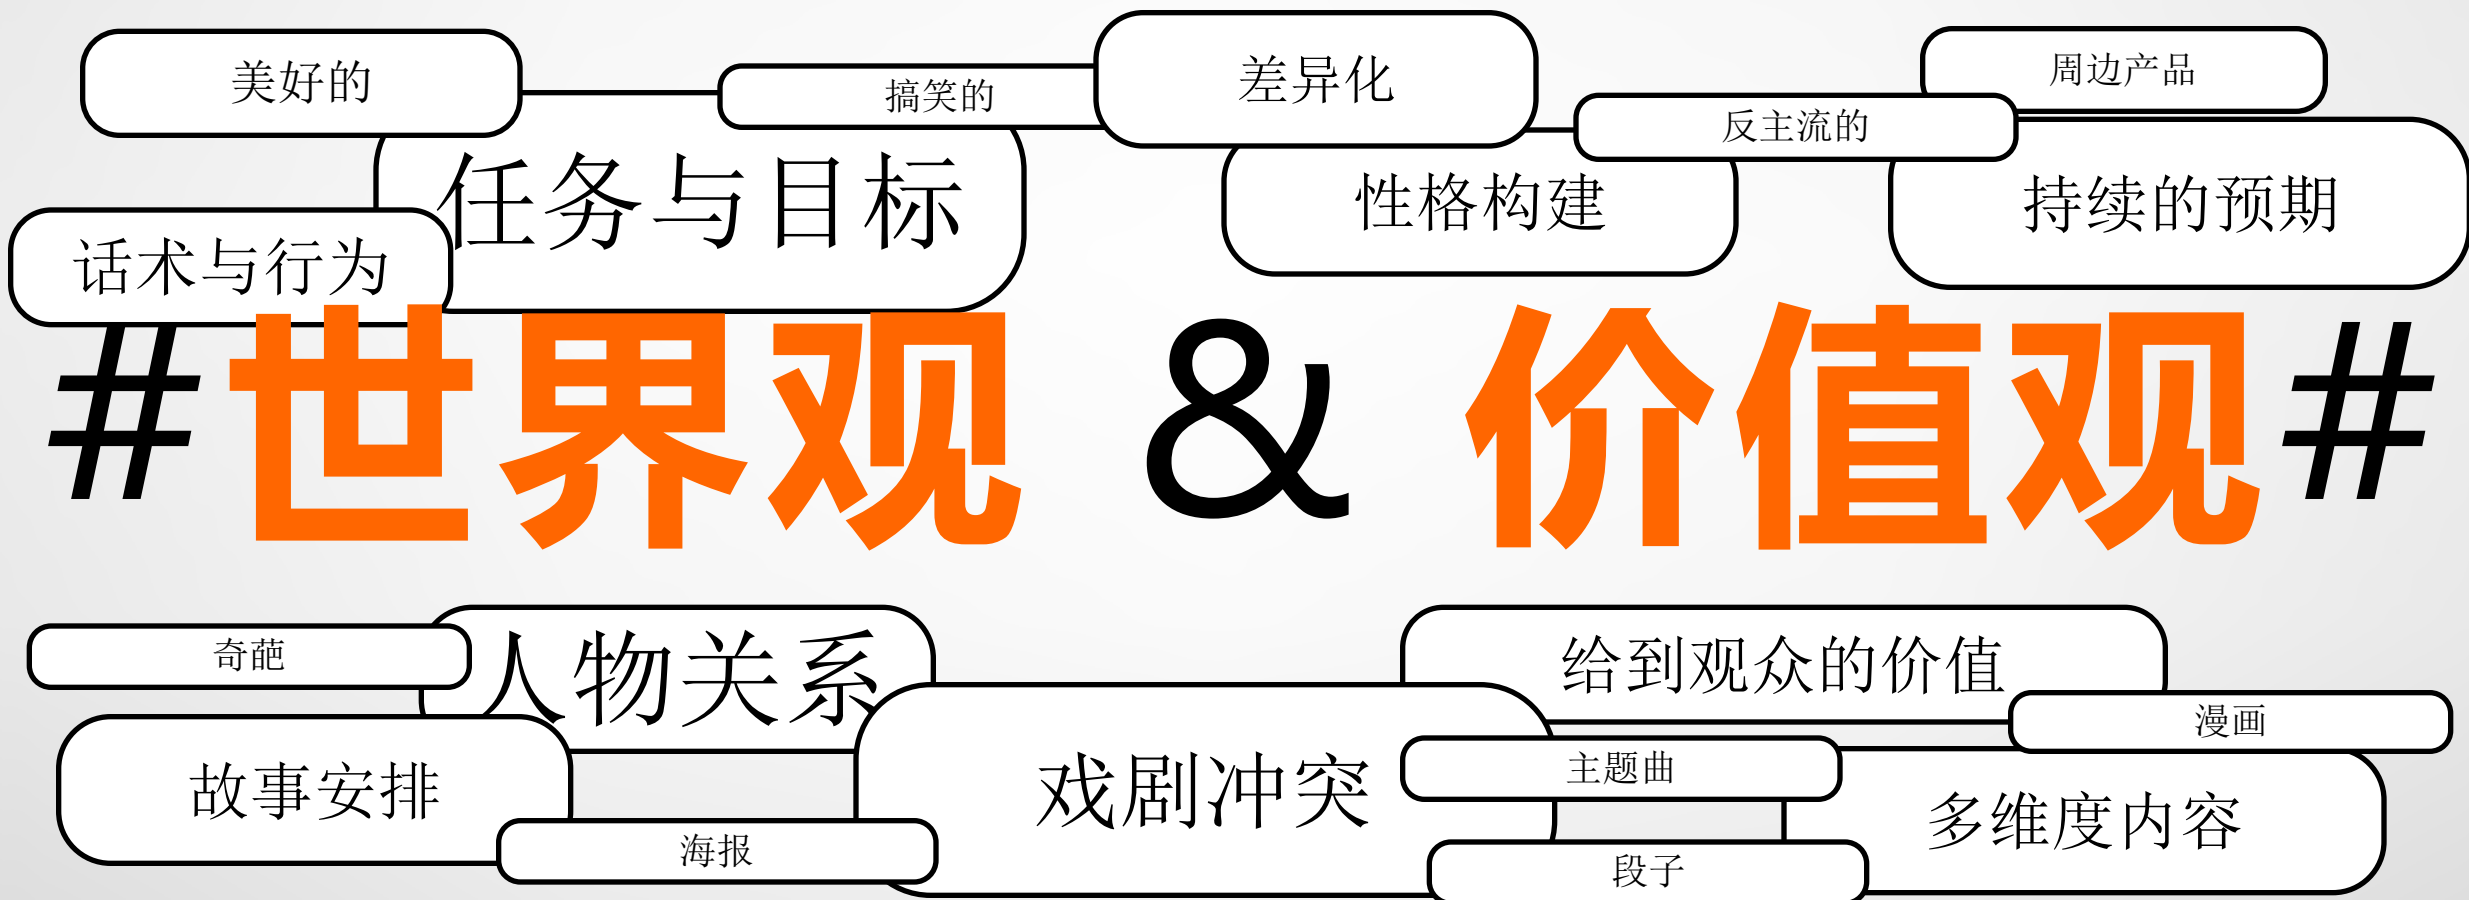 美好的
搞笑的
差异化
周边产品
反主流的
任务与目标
性格构建
持续的预期
话术与行为
#世界观 & 价值观#
奇葩
人物关系
给到观众的价值
漫画
故事安排
戏剧冲突
主题曲
多维度内容
海报
段子